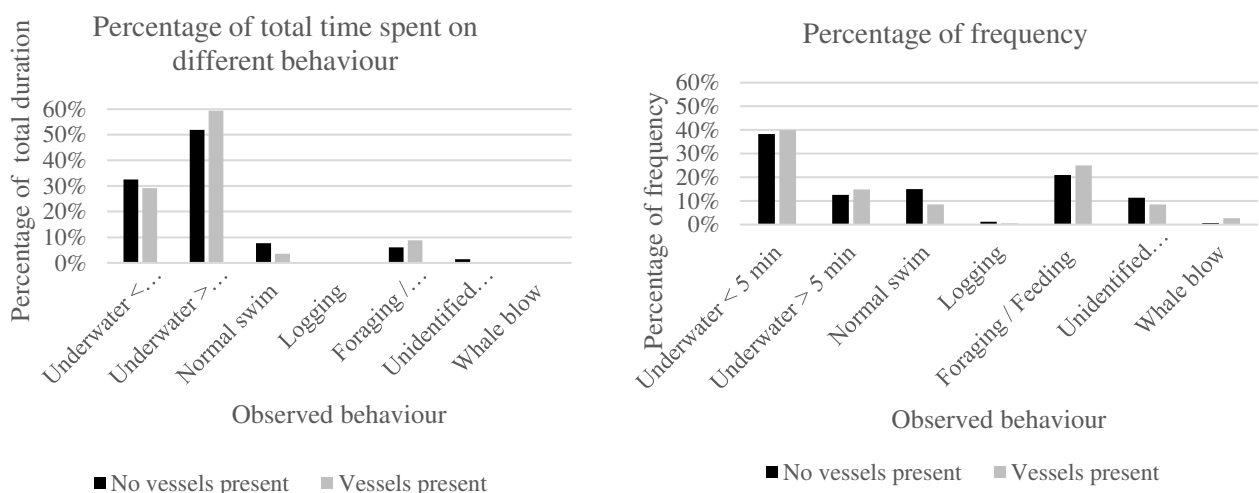 Percentage of total time spent on
different behaviour
Percentage of total duration
60%
50%
40%
30%
20%
10%
0%
Underwater <…
Underwater >…
Normal swim
Logging
Foraging /…
Unidentified…
Whale blow
Observed behaviour
No vessels present
Vessels present
Percentage of frequency
Percentage of frequency
60%
50%
40%
30%
20%
10%
0%
Underwater < 5 min
Underwater > 5 min
Normal swim
Logging
Foraging / Feeding
Unidentified…
Whale blow
Observed behaviour
No vessels present
Vessels present